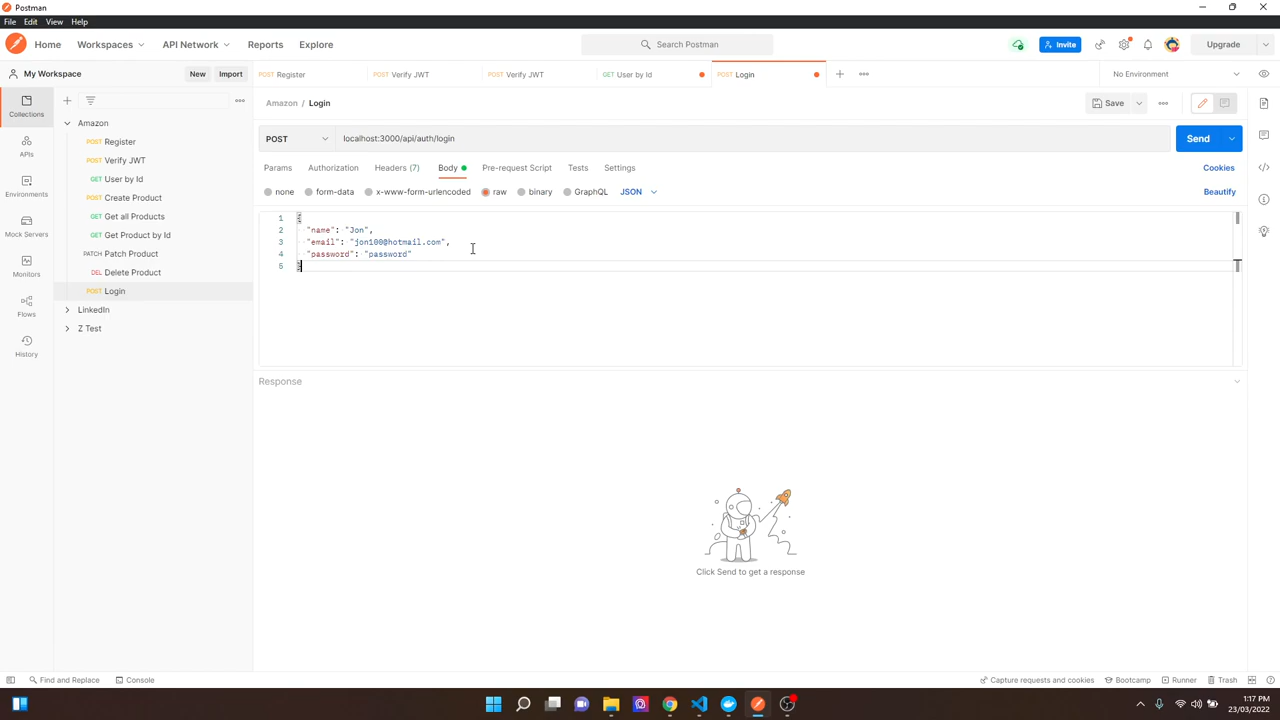 Postman
File Edit View Help
Home Workspaces API Network Reports Explore Search Postman Invite Upgrade
My Workspace New Import POST Register POST Verify JWT POST Verify JWT GET User by Id POST Login No Environment
Amazon / Login Save
Collections
APIs
Environments
Mock Servers
Monitors
Flows
History
Amazon
POST Register
POST Verify JWT
GET User by Id
POST Create Product
GET Get all Products
GET Get Product by Id
PATCH Patch Product
DEL Delete Product
POST Login
LinkedIn
Z Test
POST localhost:3000/api/auth/login Send
Params Authorization Headers (7) Body Pre-request Script Tests Settings Cookies
none form-data x-www-form-urlencoded raw binary GraphQL JSON Beautify
1 {
2 "name": "Jon",
3 "email": "jon100@hotmail.com",
4 "password": "password"
5 }
Response
Click Send to get a response
Find and Replace Console Capture requests and cookies Bootcamp Runner Trash
1:17 PM
23/03/2022